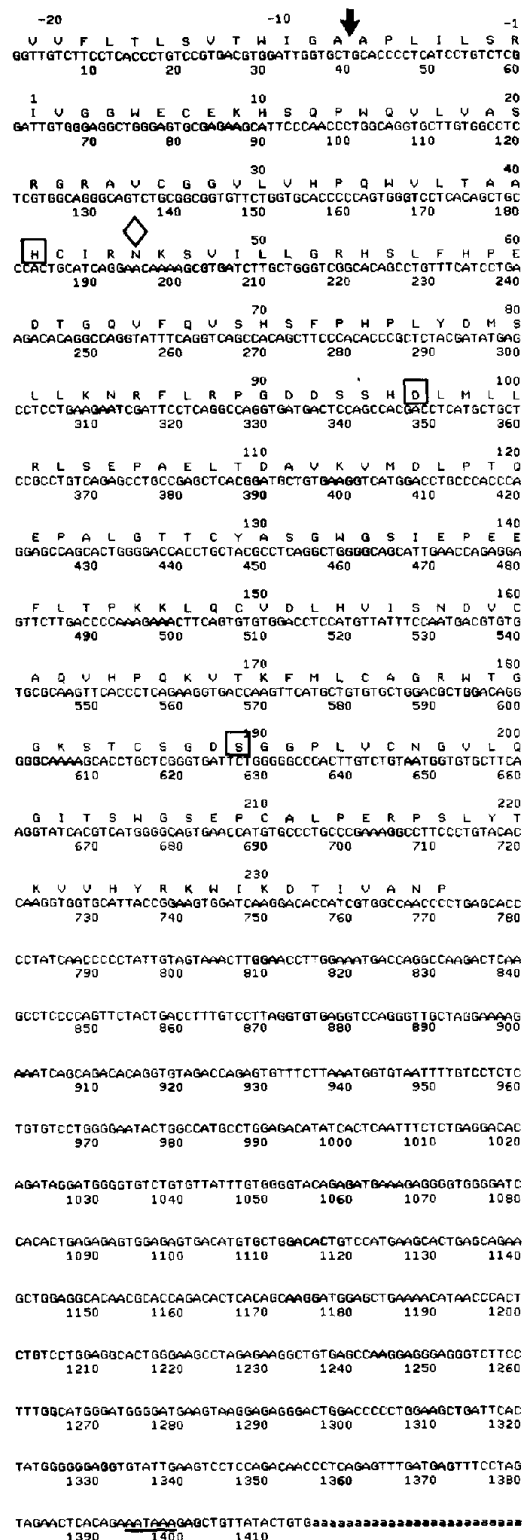 -20 -10 -1
V V F L T L S V T W I G A A P L I L S R
GGTTGTCTTCCTCACCCTGTCCGTGACGTGGATTGGTGCTGCACCCCTCATCCTGTCTCG
10 20 30 40 50 60
1 10 20
I V G G W E C E K H S Q P W Q V L V A S
GATTGTGGGAGGCTGGGAGTGCGAGAAGCATTCCCAACCCTGGCAGGTGCTTGTGGCCTC
70 80 90 100 110 120
30 40
R G R A V C G G V L V H P Q W V L T A A
TCGTGGCAGGGCAGTCTGCGGCGGTGTTCTGGTGCACCCCCAGTGGGTCCTCACAGCTGC
130 140 150 160 170 180
50 60
H C I R N K S V I L L G R H S L F H P E
CCACTGCATCAGGAACAAAAGCGTGATCTTGCTGGGTCGGCACAGCCTGTTTCATCCTGA
190 200 210 220 230 240
70 80
D T G Q V F Q V S H S F P H P L Y D M S
AGACACAGGCCAGGTATTTCAGGTCAGCCACAGCTTCCCACACCCGCTCTACGATATGAG
250 260 270 280 290 300
90 100
L L K N R F L R P G D D S S H D L M L L
CCTCCTGAAGAATCGATTCCTCAGGCCAGGTGATGACTCCAGCCACGACCTCATGCTGCT
310 320 330 340 350 360
110 120
R L S E P A E L T D A V K V M D L P T Q
CCGCCTGTCAGAGCCTGCCGAGCTCACGGATGCTGTGAAGGTCATGGACCTGCCCACCCA
370 380 390 400 410 420
130 140
E P A L G T T C Y A S G W G S I E P E E
GGAGCCAGCACTGGGGACCACCTGCTACGCCTCAGGCTGGGGCAGCATTGAACCAGAGGA
430 440 450 460 470 480
150 160
F L T P K K L Q C V D L H V I S N D V C
GTTCTTGACCCCAAAGAAACTTCAGTGTGTGGACCTCCATGTTATTTCCAATGACGTGTG
490 500 510 520 530 540
170 180
A Q V H P Q K V T K F M L C A G R W T G
TGCGCAAGTTCACCCTCAGAAGGTGACCAAGTTCATGCTGTGTGCTGGACGCTGGACAGG
550 560 570 580 590 600
190 200
G K S T C S G D S G G P L V C N G V L Q
GGGCAAAAGCACCTGCTCGGGTGATTCTGGGGGCCCACTTGTCTGTAATGGTGTGCTTCA
610 620 630 640 650 660
210 220
G I T S W G S E P C A L P E R P S L Y T
AGGTATCACGTCATGGGGCAGTGAACCATGTGCCCTGCCCGAAAGGCCTTCCCTGTACAC
670 680 690 700 710 720
230
K V V H Y R K W I K D T I V A N P
CAAGGTGGTGCATTACCGGAAGTGGATCAAGGACACCATCGTGGCCAACCCCTGAGCACC
730 740 750 760 770 780
CCTATCAACCCCCTATTGTAGTAAACTTGGAACCTTGGAAATGACCAGGCCAAGACTCAA
790 800 810 820 830 840
GCCTCCCCAGTTCTACTGACCTTTGTCCTTAGGTGTGAGGTCCAGGGTTGCTAGGAAAAG
850 860 870 880 890 900
AAATCAGCAGACACAGGTGTAGACCAGAGTGTTTCTTAAATGGTGTAATTTTGTCCTCTC
910 920 930 940 950 960
TGTGTCCTGGGGAATACTGGCCATGCCTGGAGACATATCACTCAATTTCTCTGAGGACAC
970 980 990 1000 1010 1020
AGATAGGATGGGGTGTCTGTGTTATTTGTGGGGTACAGAGATGAAAGAGGGGTGGGGATC
1030 1040 1050 1060 1070 1080
CACACTGAGAGAGTGGAGAGTGACATGTGCTGGACACTGTCCATGAAGCACTGAGCAGAA
1090 1100 1110 1120 1130 1140
GCTGGAGGCACAACGCACCAGACACTCACAGCAAGGATGGAGCTGAAAACATAACCCACT
1150 1160 1170 1180 1190 1200
CTGTCCTGGAGGCACTGGGAAGCCTAGAGAAGGCTGTGAGCCAAGGAGGGAGGGTCTTCC
1210 1220 1230 1240 1250 1260
TTTGGCATGGGATGGGGATGAAGTAAGGAGAGGGACTGGACCCCCTGGAAGCTGATTCAC
1270 1280 1290 1300 1310 1320
TATGGGGGGAGGTGTATTGAAGTCCTCCAGACAACCCTCAGAGTTTGATGAGTTTCCTAG
1330 1340 1350 1360 1370 1380
TAGAACTCACAGAAATAAAGAGCTGTTATACTGTGaaaaaaaaaaaaaaaaaaaaaaaaa
1390 1400 1410